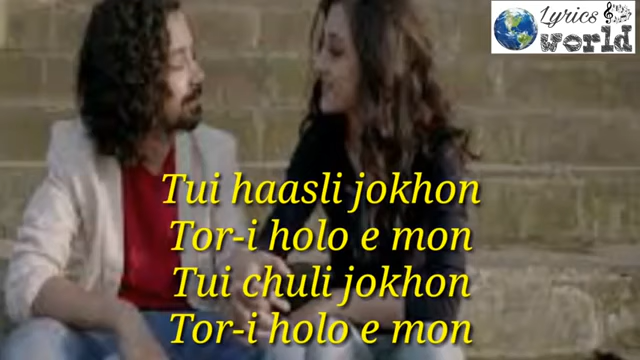 Lyrics
world
Tui haasli jokhon
Tor-i holo e mon
Tui chuli jokhon
Tor-i holo e mon